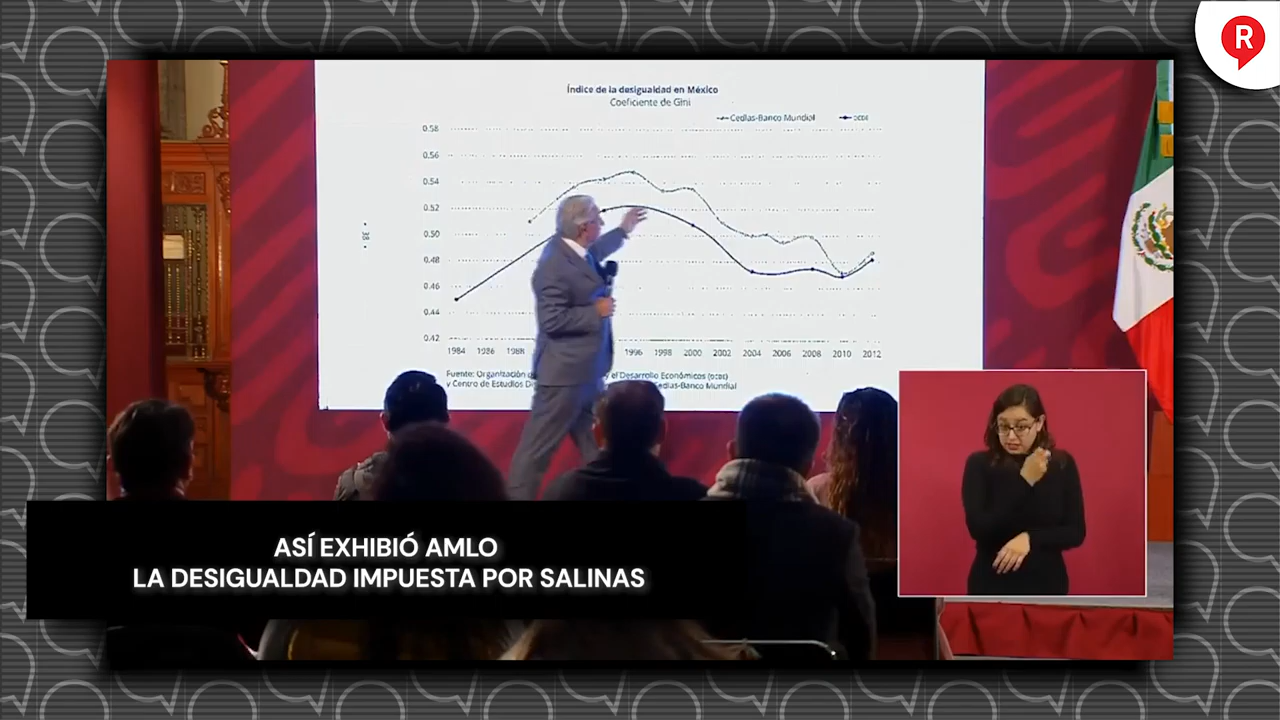 R
Índice de la desigualdad en México
Coeficiente de Gini
Cedlas-Banco Mundial OCDE
0.58
0.56
0.54
0.52
0.50
0.48
0.46
0.44
0.42
1984 1986 1988 1996 1998 2000 2002 2004 2006 2008 2010 2012
Fuente: Organización y el Desarrollo Económicos (OCDE)
y Centro de Estudios Cedlas-Banco Mundial
38
ASÍ EXHIBIÓ AMLO
LA DESIGUALDAD IMPUESTA POR SALINAS